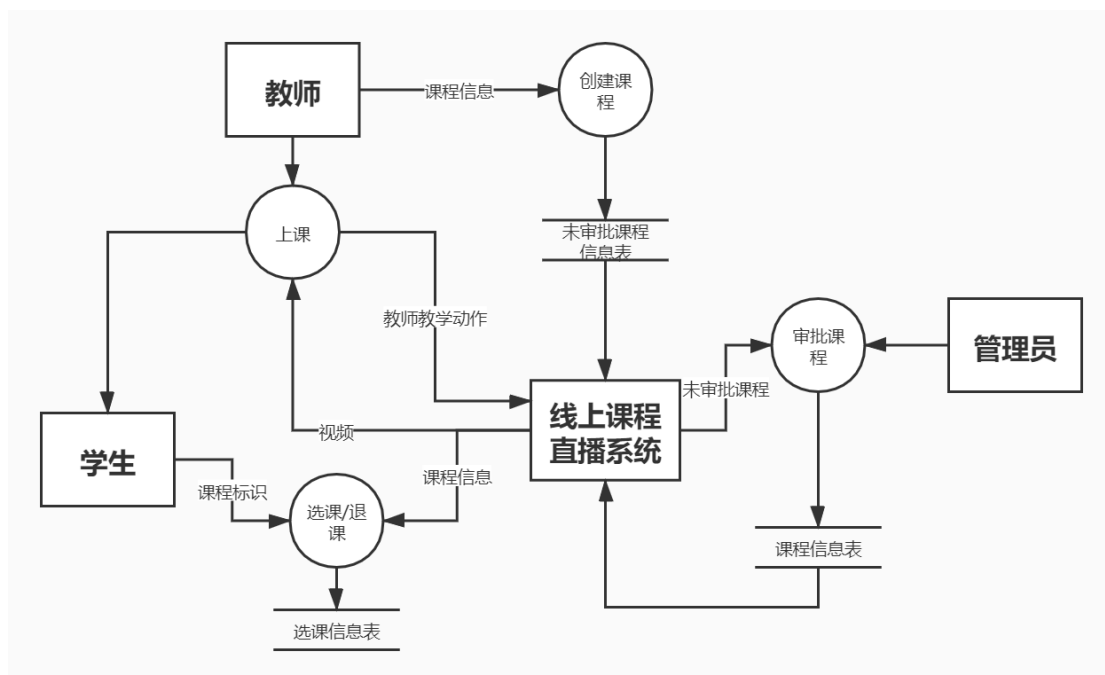 教师
课程信息
创建课
程
上课
未审批课程
信息表
教师教学动作
审批课
程
管理员
未审批课程
线上课程
直播系统
视频
学生
课程信息
课程标识
选课/退
课
课程信息表
选课信息表